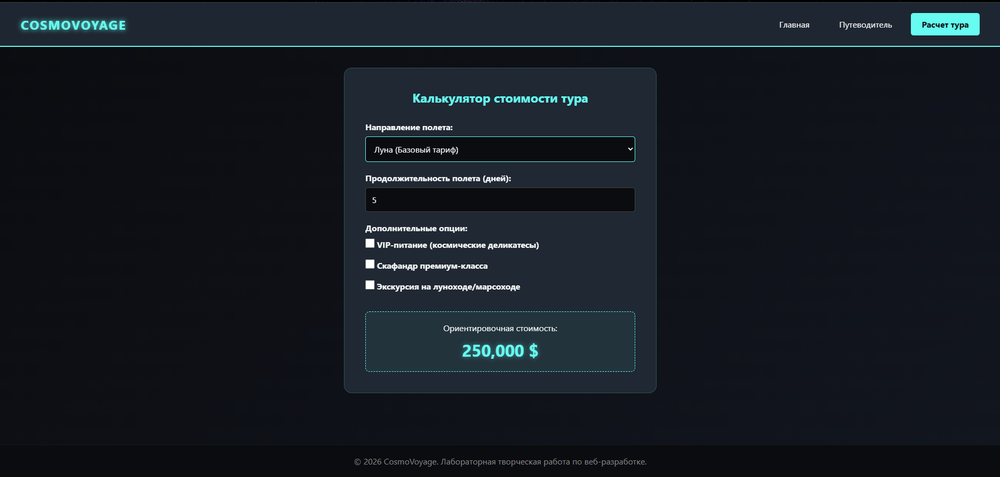 COSMOVOYAGE
Главная
Путеводитель
Расчет тура
Калькулятор стоимости тура
Направление полета:
Луна (Базовый тариф)
Продолжительность полета (дней):
5
Дополнительные опции:
VIP-питание (космические деликатесы)
Скафандр премиум-класса
Экскурсия на луноходе/марсоходе
Ориентировочная стоимость:
250,000 $
© 2026 CosmoVoyage. Лабораторная творческая работа по веб-разработке.